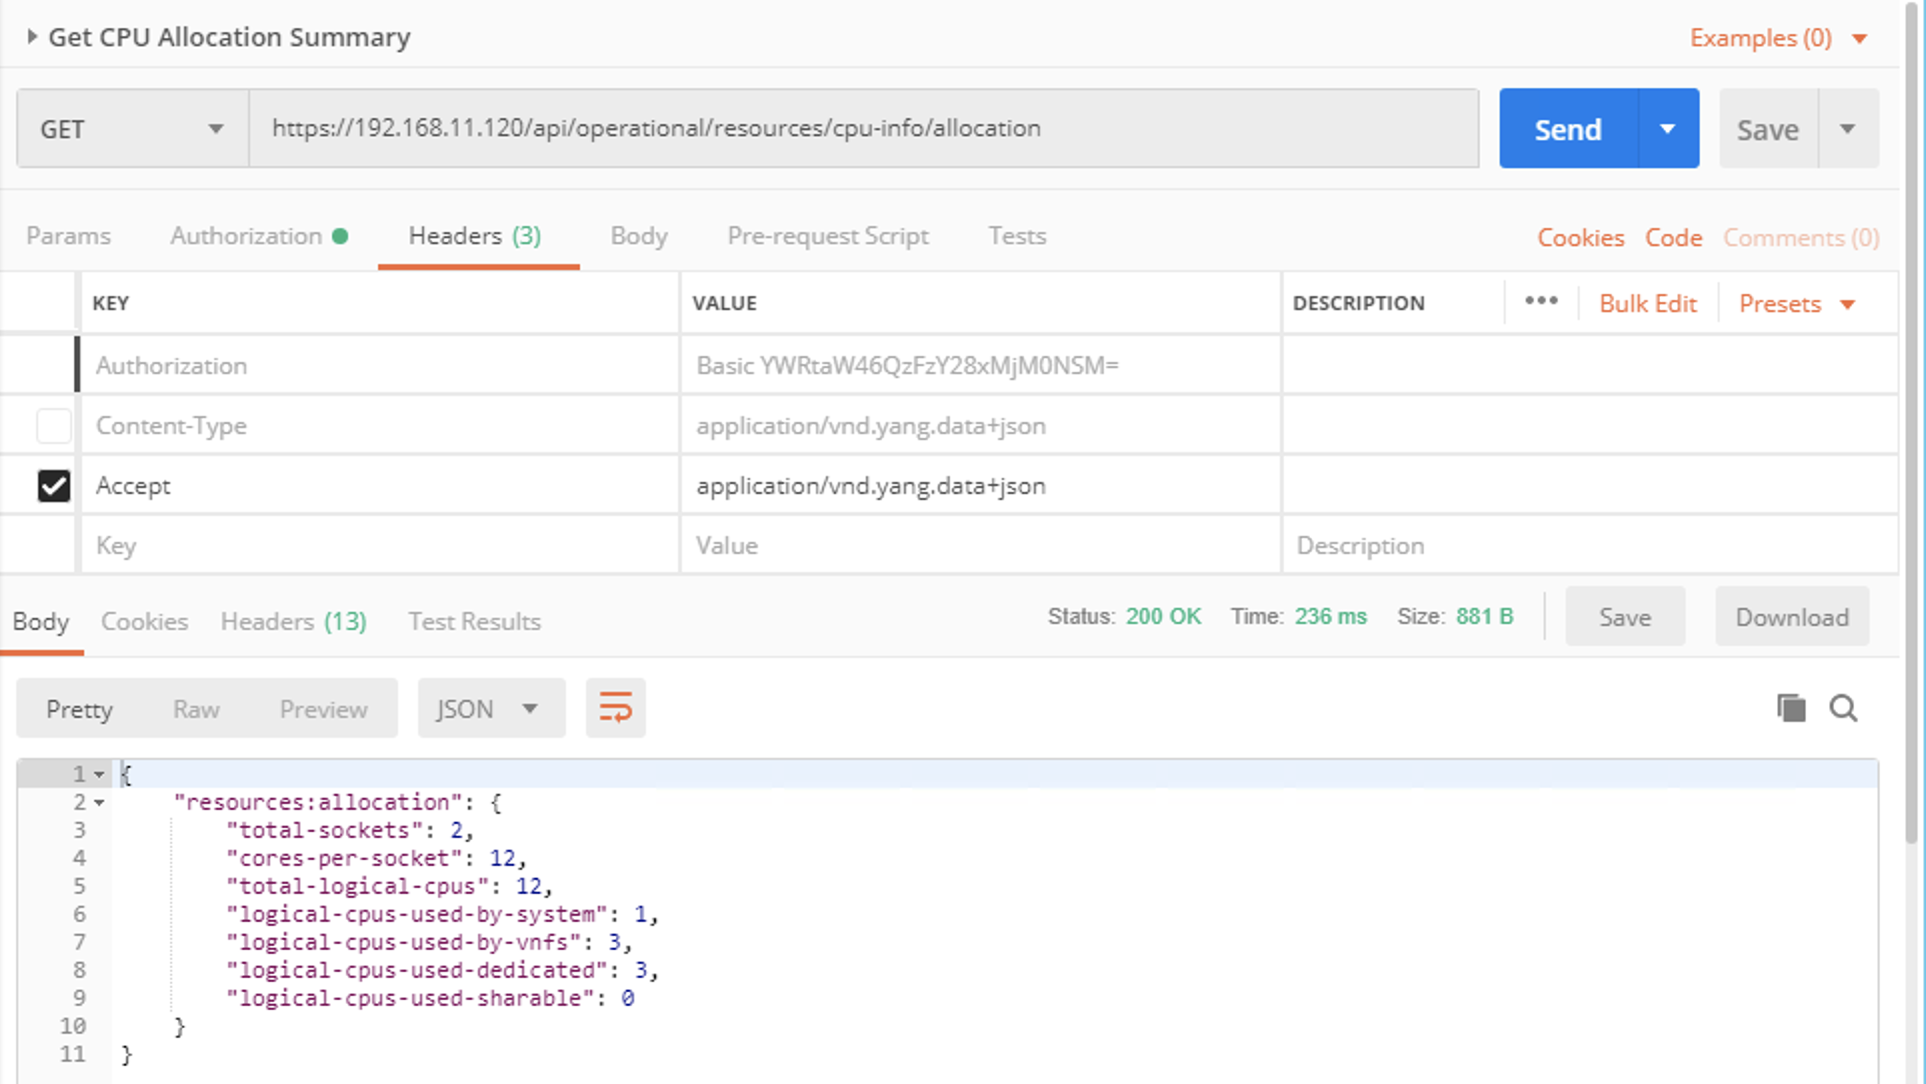 Get CPU Allocation Summary
Examples (0)
GET
https://192.168.11.120/api/operational/resources/cpu-info/allocation
Send
Save
Params
Authorization
Headers (3)
Body
Pre-request Script
Tests
Cookies
Code
Comments (0)
KEY
VALUE
DESCRIPTION
•••
Bulk Edit
Presets
Authorization
Basic YWRtaW46QzFzY28xMjM0NSM=
Content-Type
application/vnd.yang.data+json
Accept
application/vnd.yang.data+json
Key
Value
Description
Body
Cookies
Headers (13)
Test Results
Status: 200 OK
Time: 236 ms
Size: 881 B
Save
Download
Pretty
Raw
Preview
JSON
1 {
2 "resources:allocation": {
3 "total-sockets": 2,
4 "cores-per-socket": 12,
5 "total-logical-cpus": 12,
6 "logical-cpus-used-by-system": 1,
7 "logical-cpus-used-by-vnfs": 3,
8 "logical-cpus-used-dedicated": 3,
9 "logical-cpus-used-sharable": 0
10 }
11 }